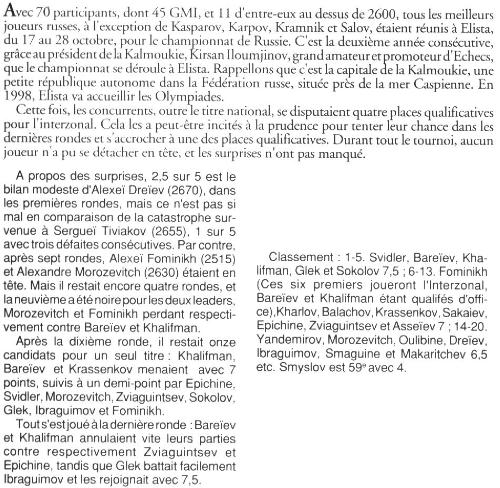 Avec 70 participants, dont 45 GMI, et 11 d'entre-eux au dessus de 2600, tous les meilleurs
joueurs russes, à l'exception de Kasparov, Karpov, Kramnik et Salov, étaient réunis à Elista,
du 17 au 28 octobre, pour le championnat de Russie. C'est la deuxième année consécutive,
grâce au président de la Kalmoukie, Kirsan Iloumjinov, grand amateur et promoteur d'Echecs,
que le championnat se déroule à Elista. Rappellons que c'est la capitale de la Kalmoukie, une
petite république autonome dans la Fédération russe, située près de la mer Caspienne. En
1998, Elista va accueillir les Olympiades.
Cette fois, les concurrents, outre le titre national, se disputaient quatre places qualificatives
pour l'interzonal. Cela les a peut-être incités à la prudence pour tenter leur chance dans les
dernières rondes et s'accrocher à une des places qualificatives. Durant tout le tournoi, aucun
joueur n'a pu se détacher en tête, et les surprises n'ont pas manqué.
A propos des surprises, 2,5 sur 5 est le
bilan modeste d'Alexeï Dreïev (2670), dans
les premières rondes, mais ce n'est pas si
mal en comparaison de la catastrophe sur-
venue à Sergueï Tiviakov (2655), 1 sur 5
avec trois défaites consécutives. Par contre,
après sept rondes, Alexeï Fominikh (2515)
et Alexandre Morozevitch (2630) étaient en
tête. Mais il restait encore quatre rondes, et
la neuvième a été noire pour les deux leaders,
Morozevitch et Fominikh perdant respecti-
vement contre Bareïev et Khalifman.
Après la dixième ronde, il restait onze
candidats pour un seul titre : Khalifman,
Bareïev et Krassenkov menaient avec 7
points, suivis à un demi-point par Epichine,
Svidler, Morozevitch, Zviaguintsev, Sokolov,
Glek, Ibraguimov et Fominikh.
Tout s'est joué à la dernière ronde : Bareïev
et Khalifman annulaient vite leurs parties
contre respectivement Zviaguintsev et
Epichine, tandis que Glek battait facilement
Ibraguimov et les rejoignait avec 7,5.
Classement : 1-5. Svidler, Bareïev, Kha-
lifman, Glek et Sokolov 7,5 ; 6-13. Fominikh
(Ces six premiers joueront l'Interzonal,
Bareïev et Khalifman étant qualifés d'offi-
ce),Kharlov, Balachov, Krassenkov, Sakaiev,
Epichine, Zviaguintsev et Asseïev 7 ; 14-20.
Yandemirov, Morozevitch, Oulibine, Dreïev,
Ibraguimov, Smaguine et Makaritchev 6,5
etc. Smyslov est 59e avec 4.